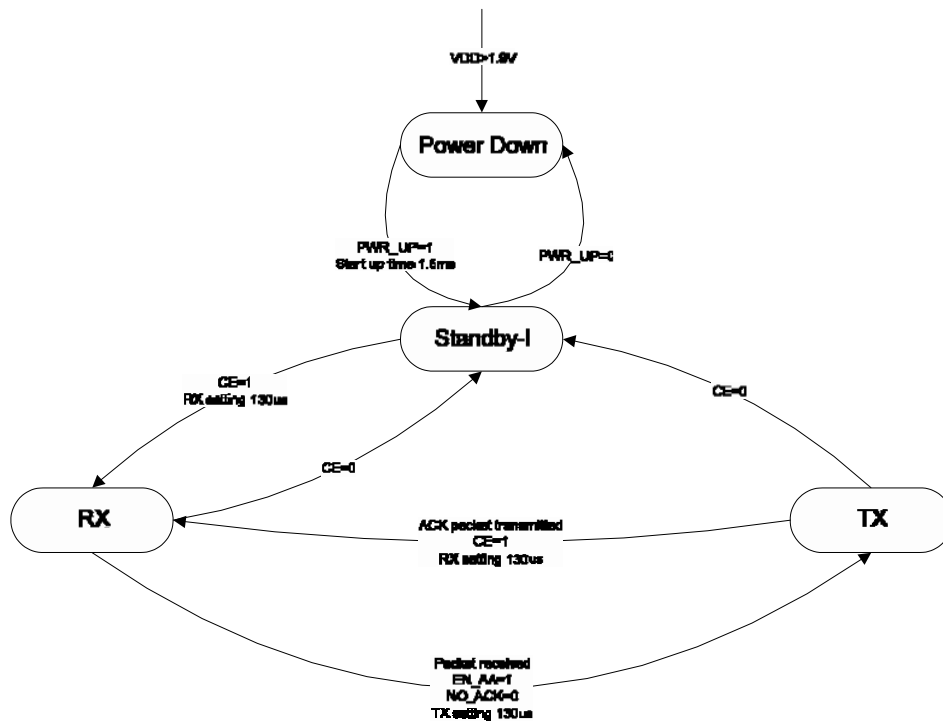 VDD>1.9V
Power Down
PWR_UP=1
Start up time 1.5ms
PWR_UP=0
Standby-I
CE=1
RX setting 130us
CE=0
CE=0
RX
TX
ACK packet transmitted
CE=1
RX setting 130us
Packet received
EN_AA=1
NO_ACK=0
TX setting 130us